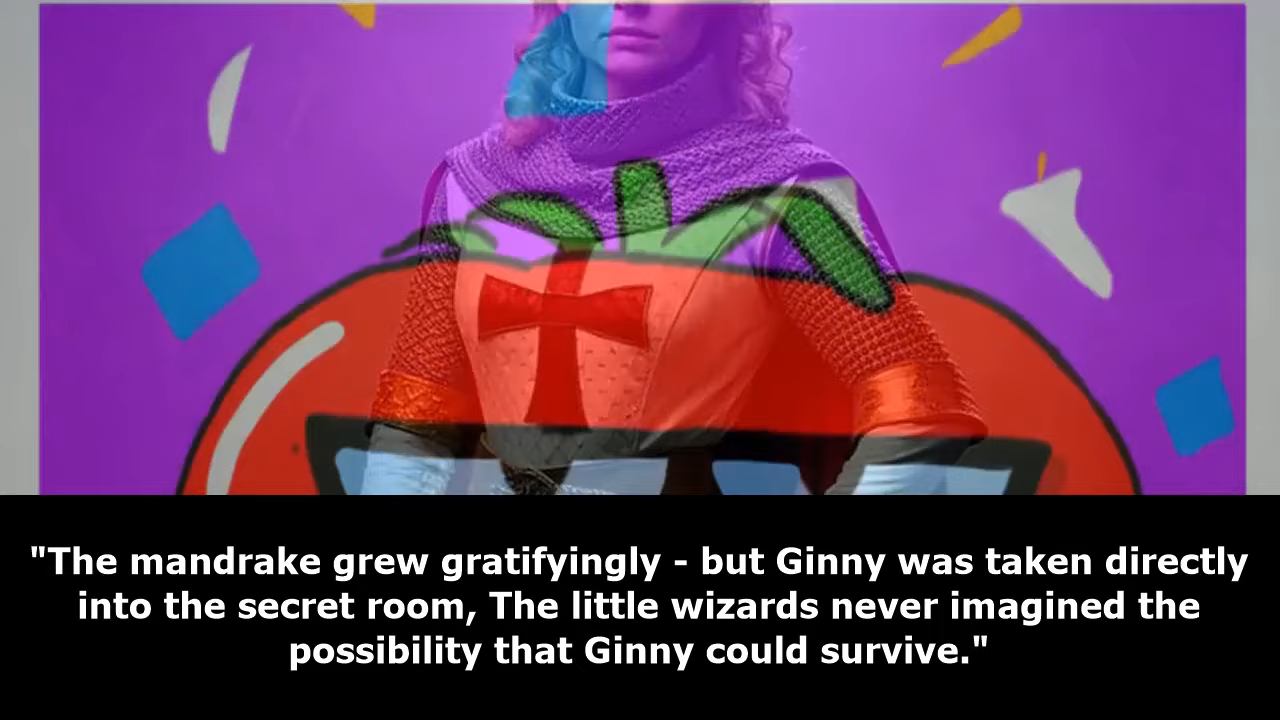 "The mandrake grew gratifyingly - but Ginny was taken directly
into the secret room, The little wizards never imagined the
possibility that Ginny could survive."